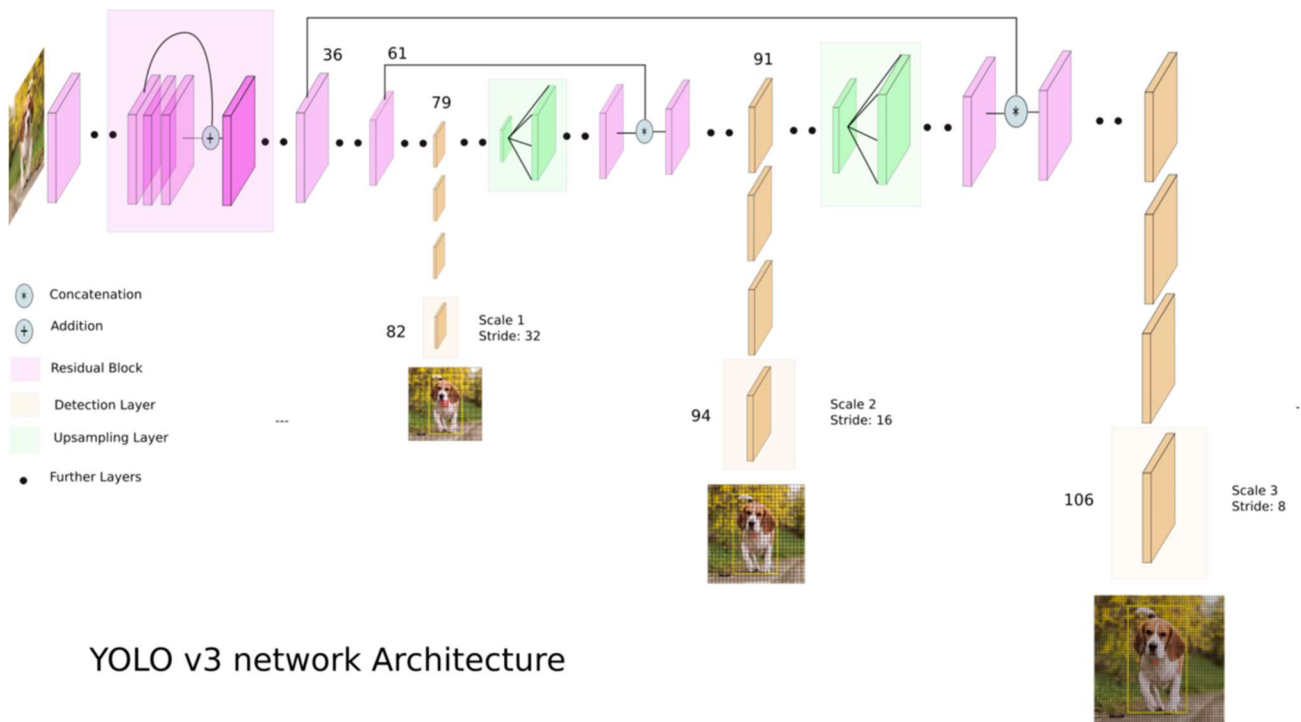 36
61
79
91
+
*
*
* Concatenation
+ Addition
Residual Block
Detection Layer
Upsampling Layer
Further Layers
---
82
Scale 1
Stride: 32
94
Scale 2
Stride: 16
106
Scale 3
Stride: 8
-
YOLO v3 network Architecture